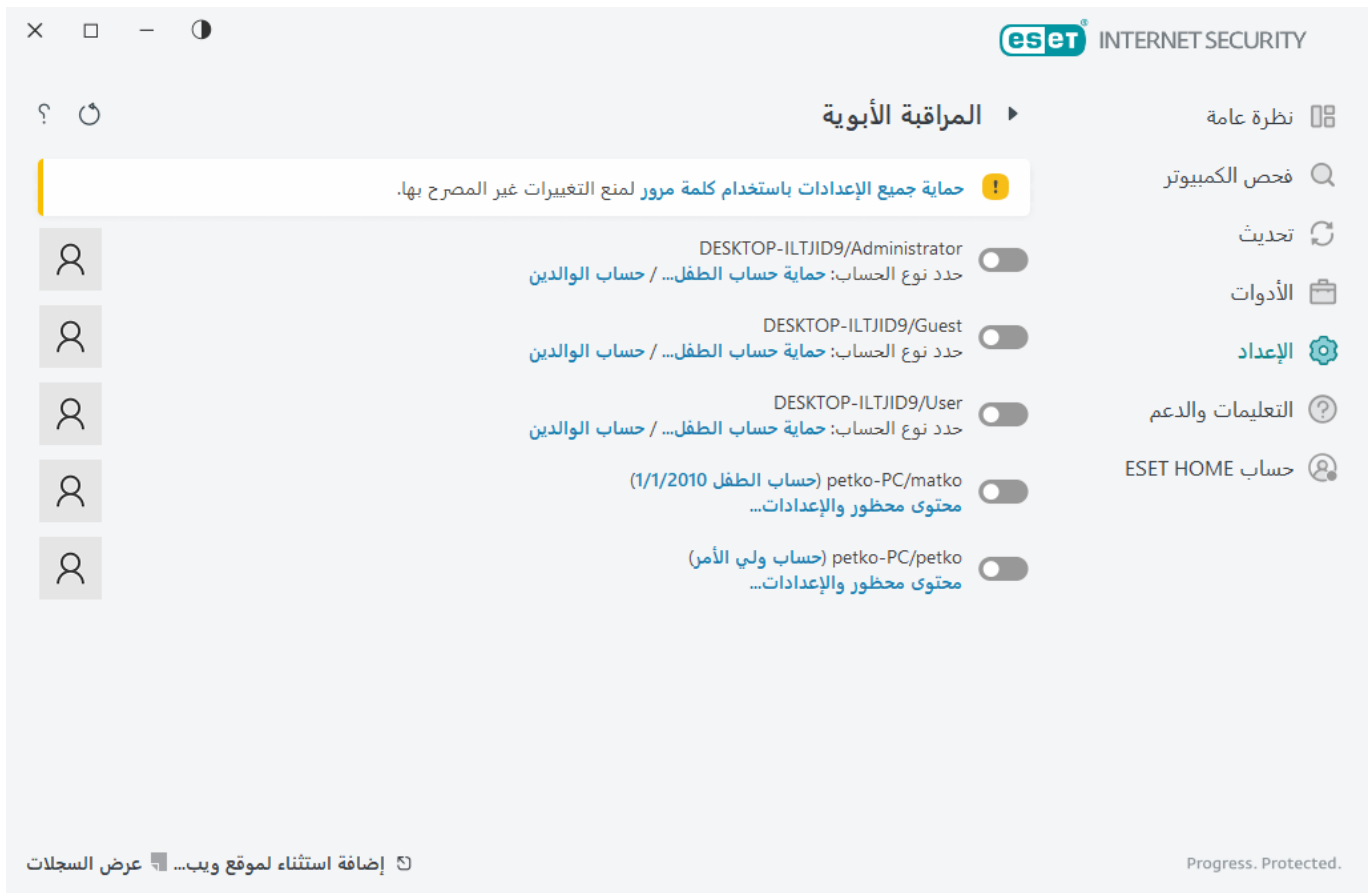 eset® INTERNET SECURITY
نظرة عامة
فحص الكمبيوتر
تحديث
الأدوات
الإعداد
التعليمات والدعم
حساب ESET HOME
المراقبة الأبوية
؟
حماية جميع الإعدادات باستخدام كلمة مرور لمنع التغييرات غير المصرح بها.
DESKTOP-ILTJID9/Administrator
حدد نوع الحساب: حماية حساب الطفل... / حساب الوالدين
DESKTOP-ILTJID9/Guest
حدد نوع الحساب: حماية حساب الطفل... / حساب الوالدين
DESKTOP-ILTJID9/User
حدد نوع الحساب: حماية حساب الطفل... / حساب الوالدين
petko-PC/matko (حساب الطفل 1/1/2010)
محتوى محظور والإعدادات...
petko-PC/petko (حساب ولي الأمر)
محتوى محظور والإعدادات...
إضافة استثناء لموقع ويب... عرض السجلات
Progress. Protected.